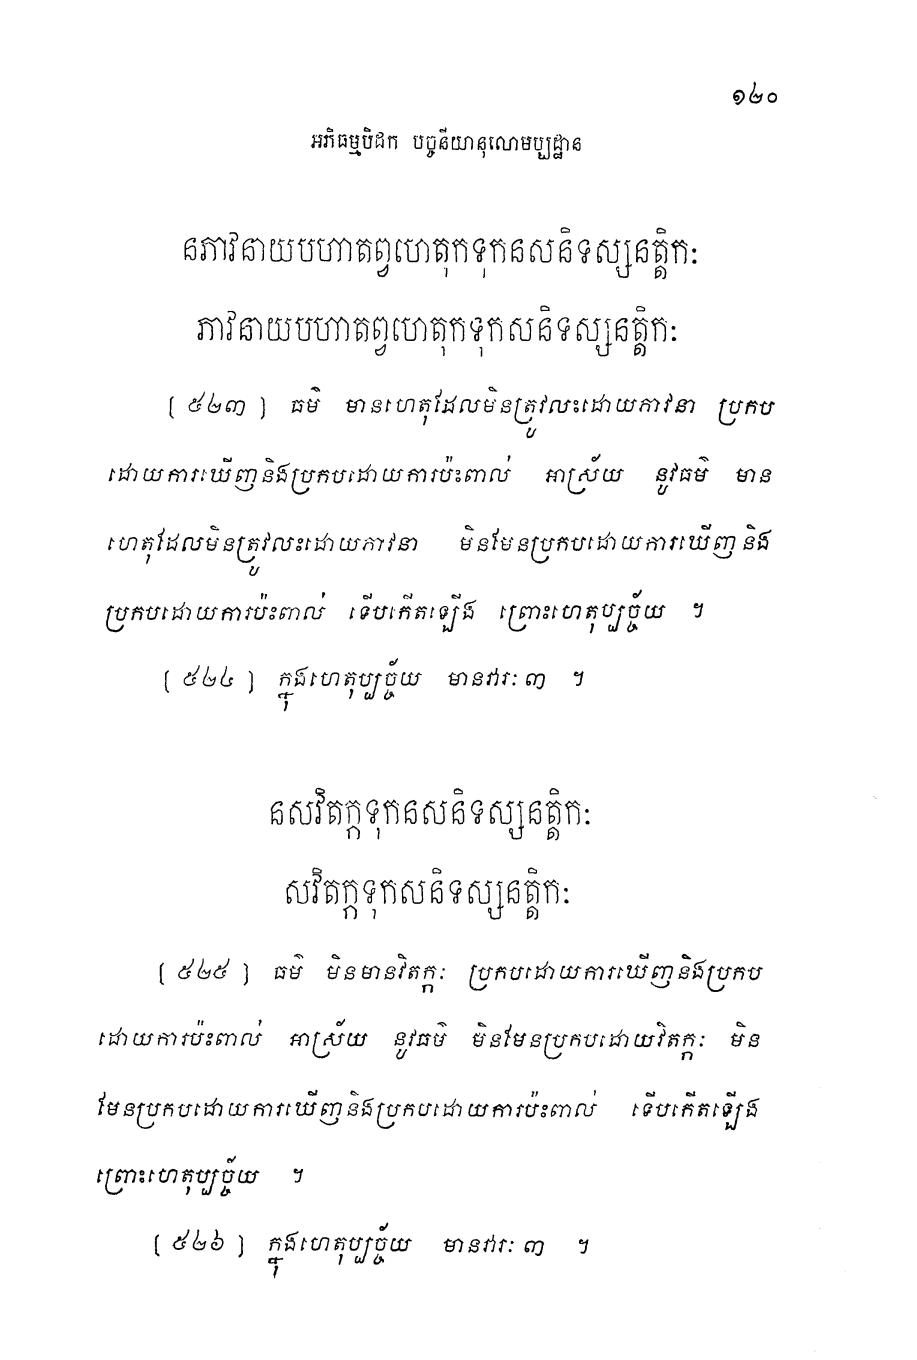 ១២០
អភិធម្មបិដក បច្ចនីយានុលោមប្បដ្ឋាន
នភាវនាយបហាតព្វហេតុកទុកនសនិទស្សនត្តិកៈ
ភាវនាយបហាតព្វហេតុកទុកសនិទស្សនត្តិកៈ
[ ៥២៣ ] ធម៌ មានហេតុដែលមិនត្រូវលះដោយភាវនា ប្រកប
ដោយការឃើញនិងប្រកបដោយការប៉ះពាល់ អាស្រ័យ នូវធម៌ មាន
ហេតុដែលមិនត្រូវលះដោយភាវនា មិនមែនប្រកបដោយការឃើញ និង
ប្រកបដោយការប៉ះពាល់ ទើបកើតឡើង ព្រោះហេតុប្បច្ច័យ ។
[ ៥២៤ ] ក្នុងហេតុប្បច្ច័យ មានវារៈ ៣ ។
នសវិតក្កទុកនសនិទស្សនត្តិកៈ
សវិតក្កទុកសនិទស្សនត្តិកៈ
[ ៥២៥ ] ធម៌ មិនមានវិតក្កៈ ប្រកបដោយការឃើញនិងប្រកប
ដោយការប៉ះពាល់ អាស្រ័យ នូវធម៌ មិនមែនប្រកបដោយវិតក្កៈ មិន
មែនប្រកបដោយការឃើញនិងប្រកបដោយការប៉ះពាល់ ទើបកើតឡើង
ព្រោះហេតុប្បច្ច័យ ។
[ ៥២៦ ] ក្នុងហេតុប្បច្ច័យ មានវារៈ ៣ ។